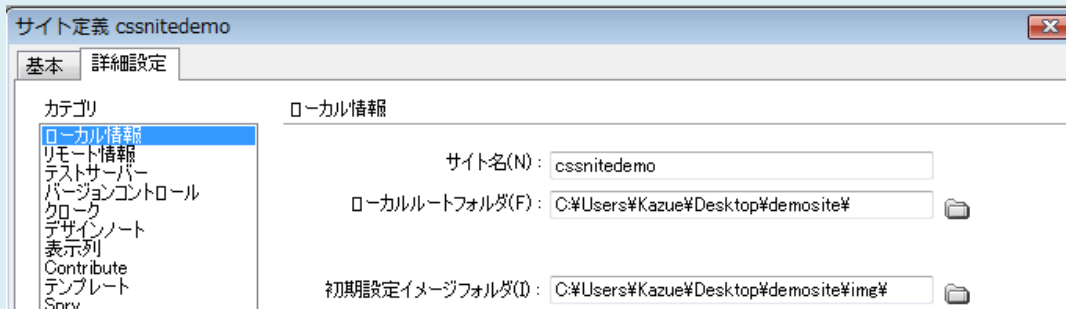 サイト定義 cssnitedemo
基本 詳細設定
カテゴリ
ローカル情報
リモート情報
テストサーバー
バージョンコントロール
クローク
デザインノート
表示列
Contribute
テンプレート
Spry
ローカル情報
サイト名(N) : cssnitedemo
ローカルルートフォルダ(F) : C:¥Users¥Kazue¥Desktop¥demosite¥
初期設定イメージフォルダ(I) : C:¥Users¥Kazue¥Desktop¥demosite¥img¥